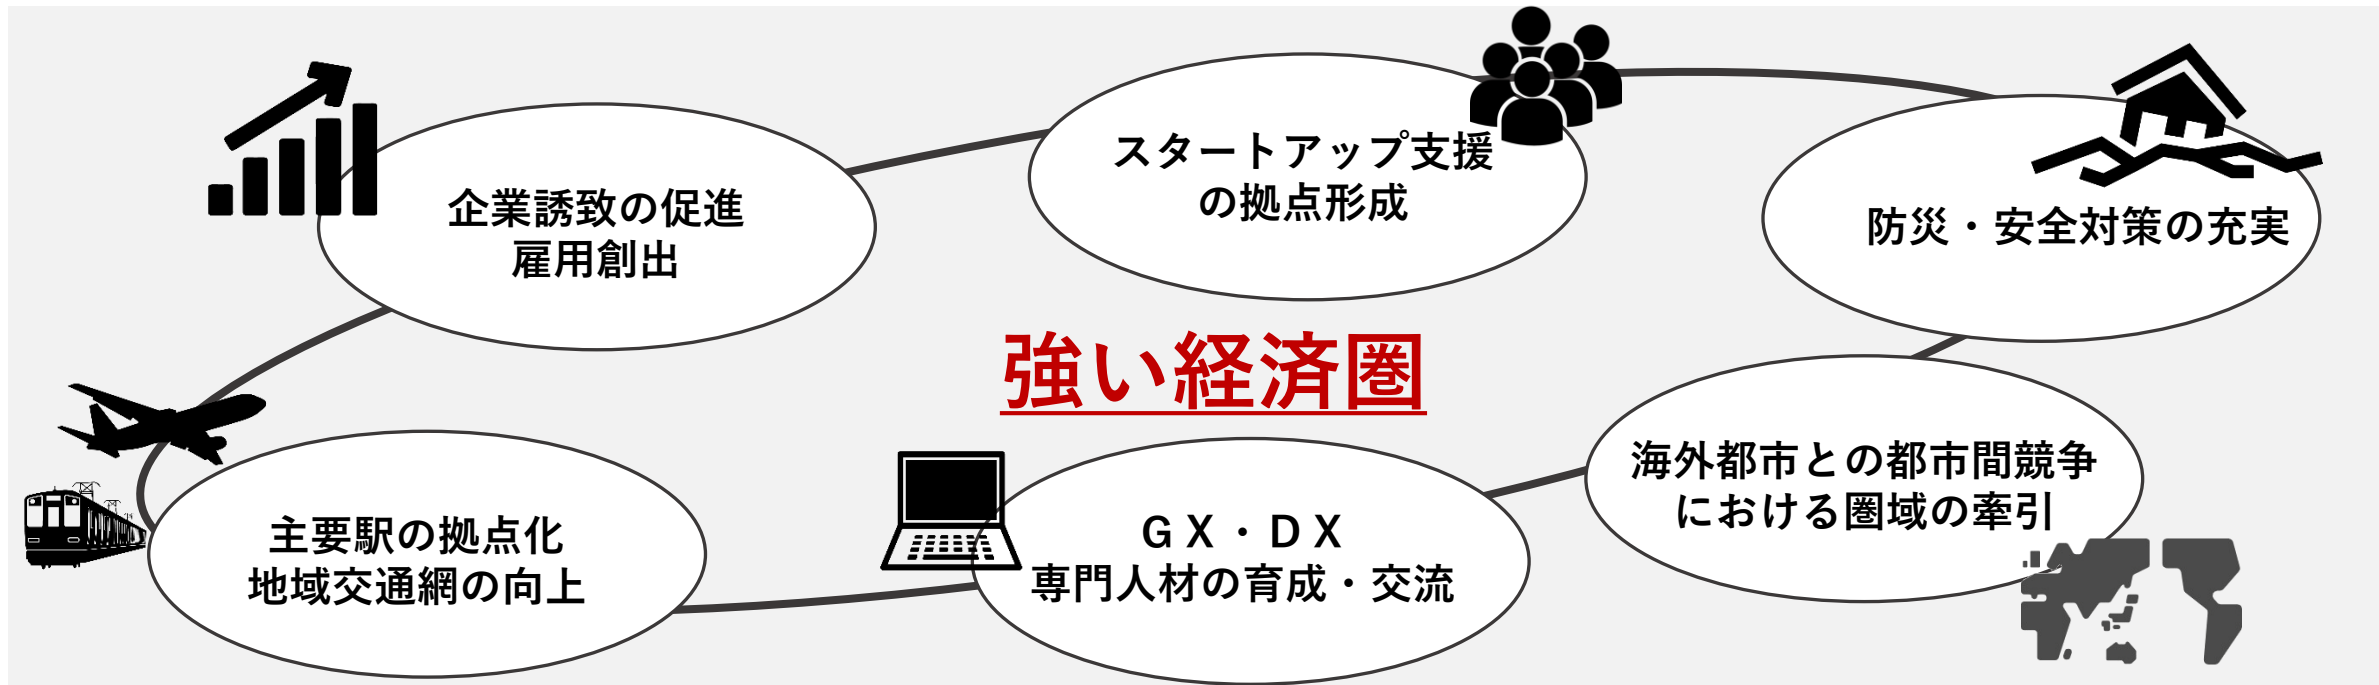 企業誘致の促進
雇用創出
スタートアップ支援
の拠点形成
防災・安全対策の充実
強い経済圏
主要駅の拠点化
地域交通網の向上
ＧＸ・ＤＸ
専門人材の育成・交流
海外都市との都市間競争
における圏域の牽引